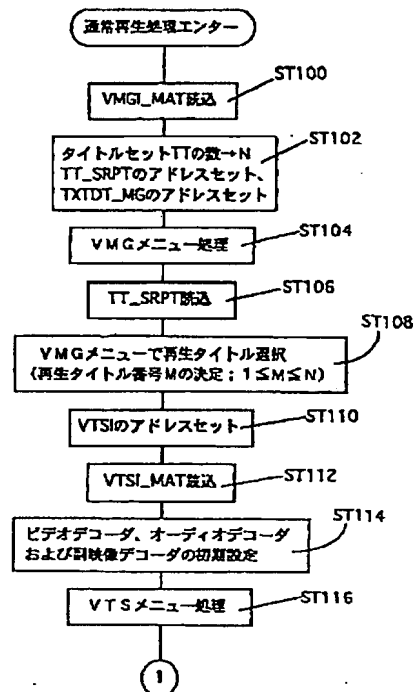 通常再生処理エンター
ST100
VMGI_MAT読込
ST102
タイトルセットTTの数→N
TT_SRPTのアドレスセット、
TXTDT_MGのアドレスセット
ST104
VMGメニュー処理
ST106
TT_SRPT読込
ST108
VMGメニューで再生タイトル選択
(再生タイトル番号Mの決定；1≦M≦N)
ST110
VTSIのアドレスセット
ST112
VTSI_MAT読込
ST114
ビデオデコーダ、オーディオデコーダ
および副映像デコーダの初期設定
ST116
VTSメニュー処理
1